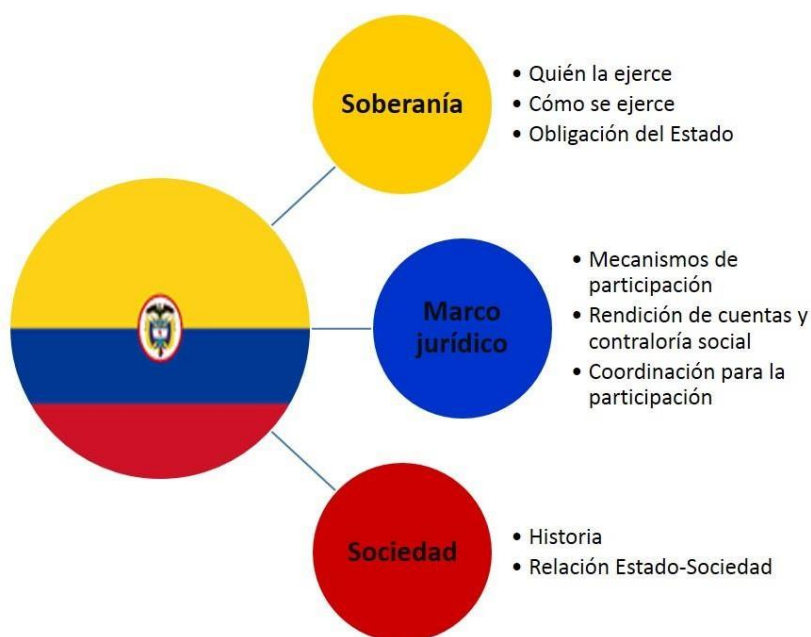 Soberanía
• Quién la ejerce
• Cómo se ejerce
• Obligación del Estado
Marco
jurídico
• Mecanismos de
participación
• Rendición de cuentas y
contraloría social
• Coordinación para la
participación
Sociedad
• Historia
• Relación Estado-Sociedad